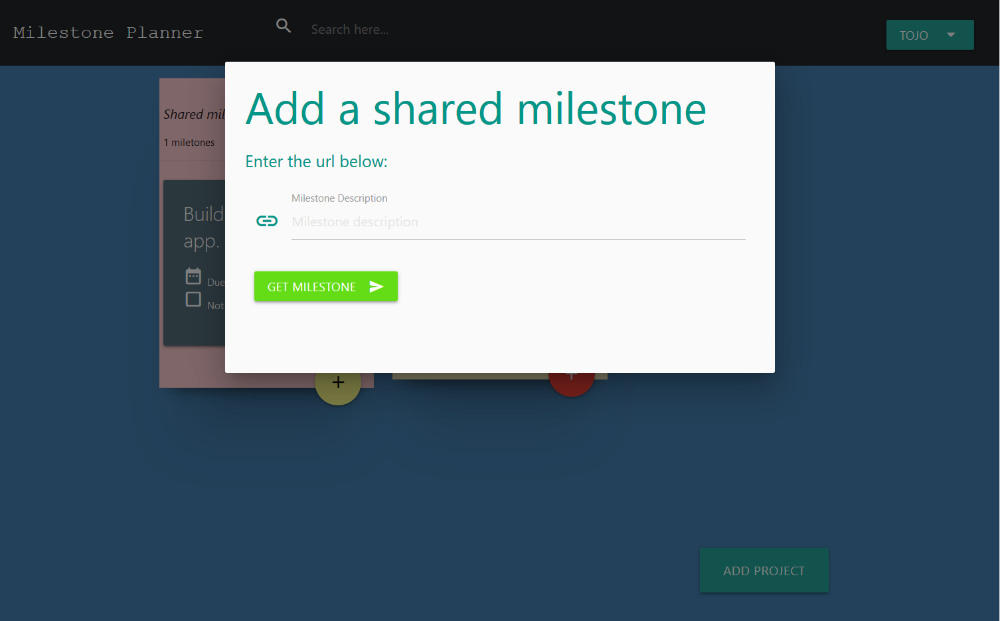 Milestone Planner
Search here...
TOJO
Shared mil
1 miletones
Build
app.
Due
Not
Add a shared milestone
Enter the url below:
Milestone Description
Milestone description
GET MILESTONE
ADD PROJECT